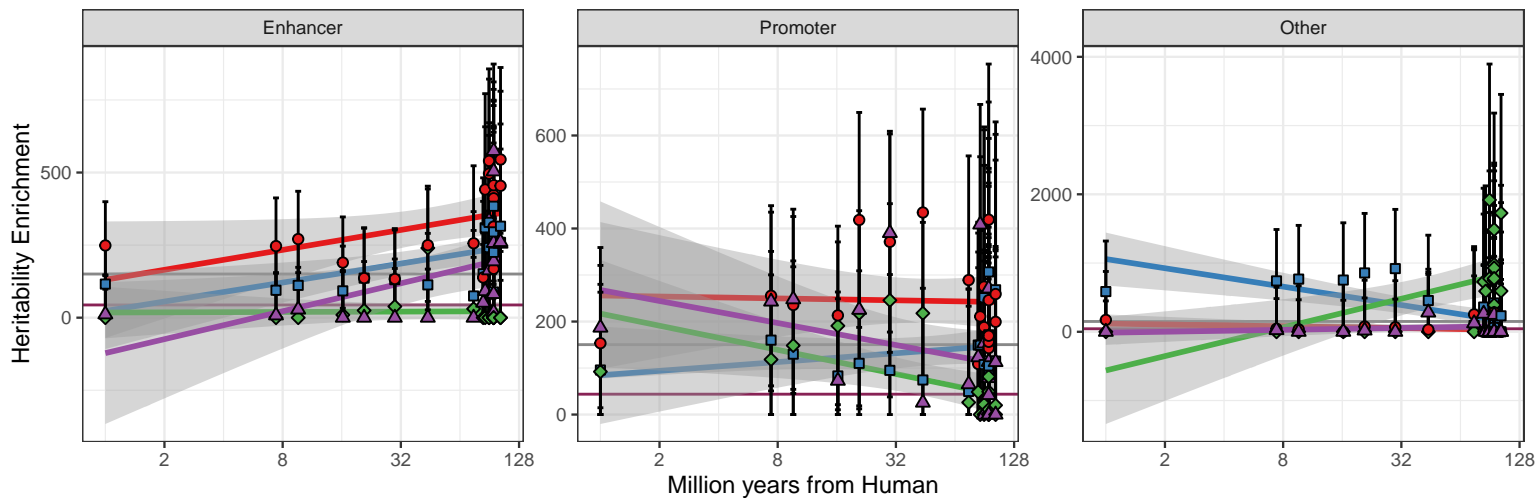 Enhancer
Promoter
Other
Heritability Enrichment
500
0
600
400
200
0
4000
2000
0
2 8 32 128
2 8 32 128
2 8 32 128
Million years from Human